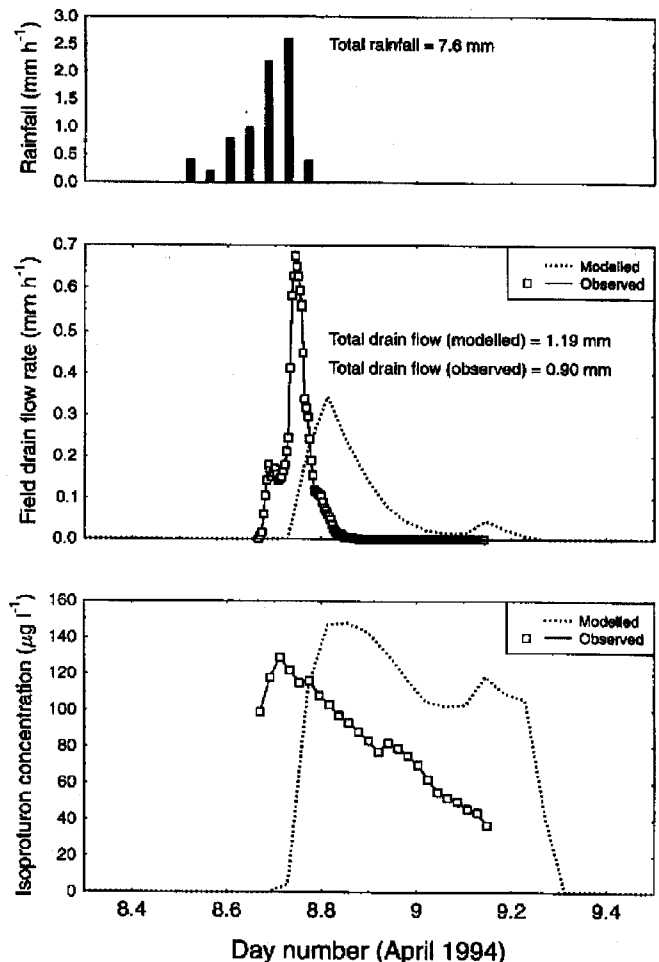 3.0
2.5
2.0
1.5
1.0
0.5
0.0
Rainfall (mm h⁻¹)
Total rainfall = 7.6 mm
0.7
0.6
0.5
0.4
0.3
0.2
0.1
0.0
Field drain flow rate (mm h⁻¹)
Modelled
Observed
Total drain flow (modelled) = 1.19 mm
Total drain flow (observed) = 0.90 mm
160
140
120
100
80
60
40
20
0
Isoproturon concentration (μg l⁻¹)
Modelled
Observed
8.4 8.6 8.8 9 9.2 9.4
Day number (April 1994)